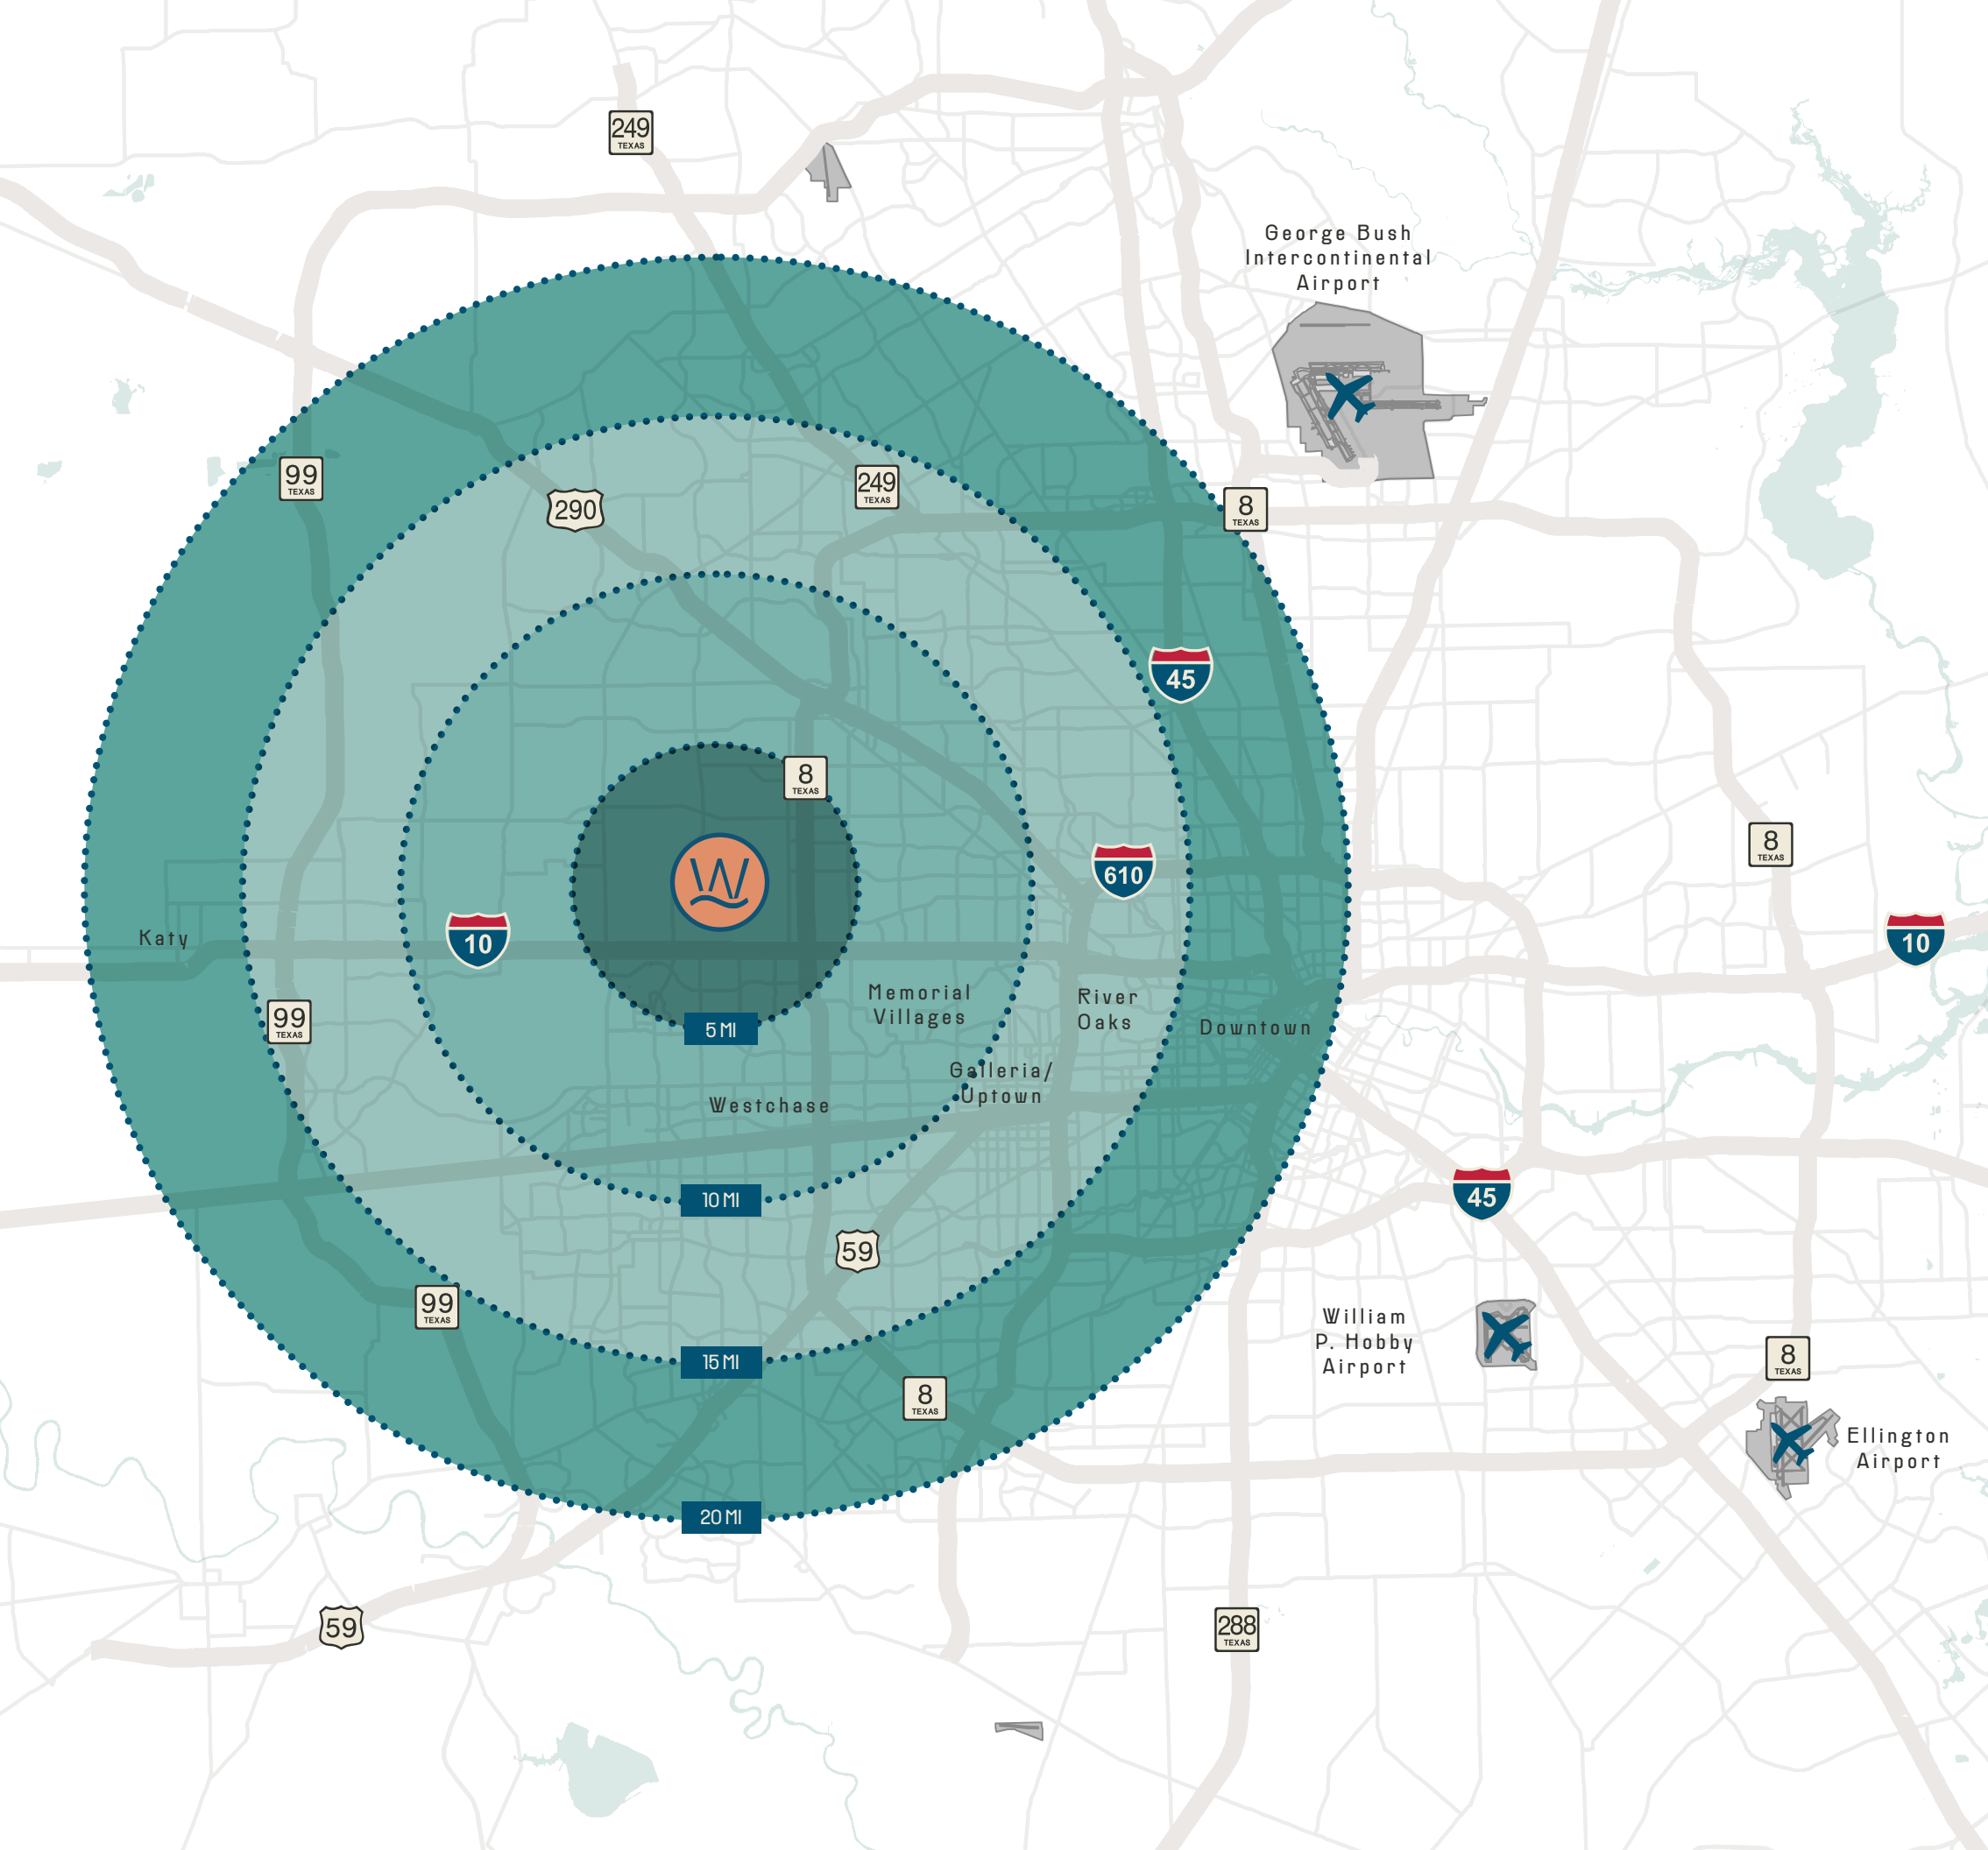 249
TEXAS
George Bush
Intercontinental
Airport
99
TEXAS
290
249
TEXAS
8
TEXAS
45
8
TEXAS
W
610
8
TEXAS
Katy
10
10
Memorial
Villages
River
Oaks
99
TEXAS
Downtown
5 MI
Galleria/
Uptown
Westchase
10 MI
45
59
99
TEXAS
William
P. Hobby
Airport
15 MI
8
TEXAS
8
TEXAS
Ellington
Airport
20 MI
59
288
TEXAS